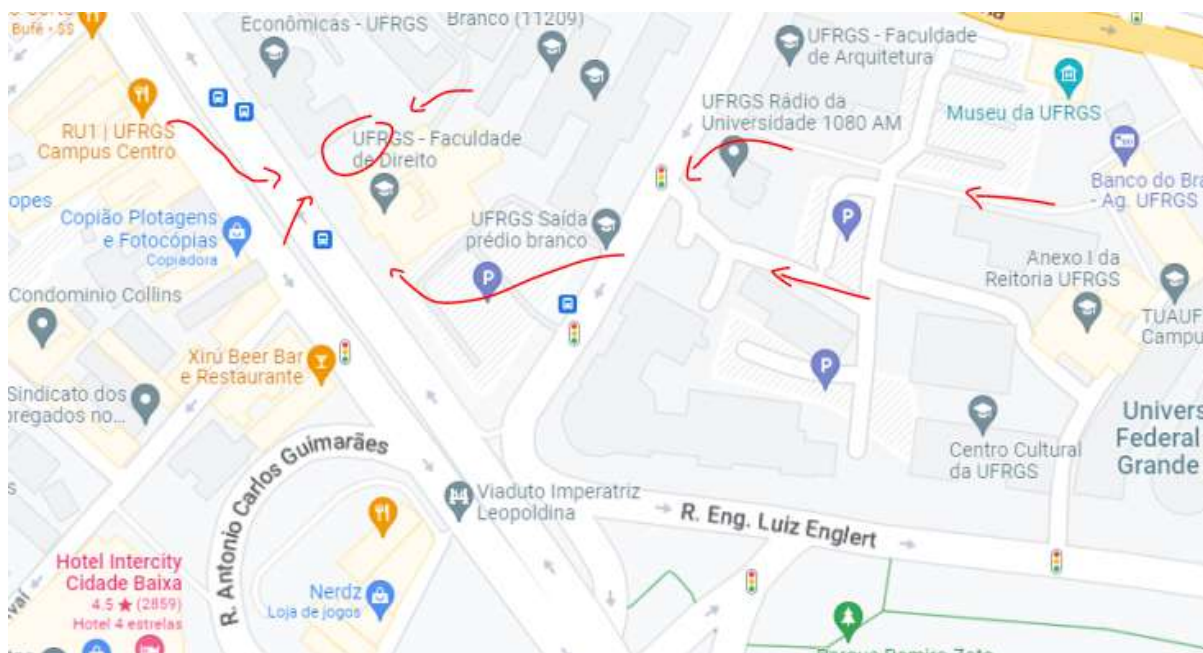 Bufê · $$
Econômicas - UFRGS
Branco (11209)
UFRGS - Faculdade
de Arquitetura
RU1 | UFRGS
Campus Centro
UFRGS - Faculdade
de Direito
UFRGS Rádio da
Universidade 1080 AM
Museu da UFRGS
Banco do Bra
- Ag. UFRGS
opes
Copião Plotagens
e Fotocópias
Copiadora
UFRGS Saída
prédio branco
P
P
P
Anexo I da
Reitoria UFRGS
TUAUF
Campu
Condominio Collins
Xirú Beer Bar
e Restaurante
Sindicato dos
pregados no...
R. Antonio Carlos Guimarães
Viaduto Imperatriz
Leopoldina
R. Eng. Luiz Englert
Centro Cultural
da UFRGS
Univers
Federal
Grande
Hotel Intercity
Cidade Baixa
4.5 ★ (2859)
Hotel 4 estrelas
Nerdz
Loja de jogos
vaí